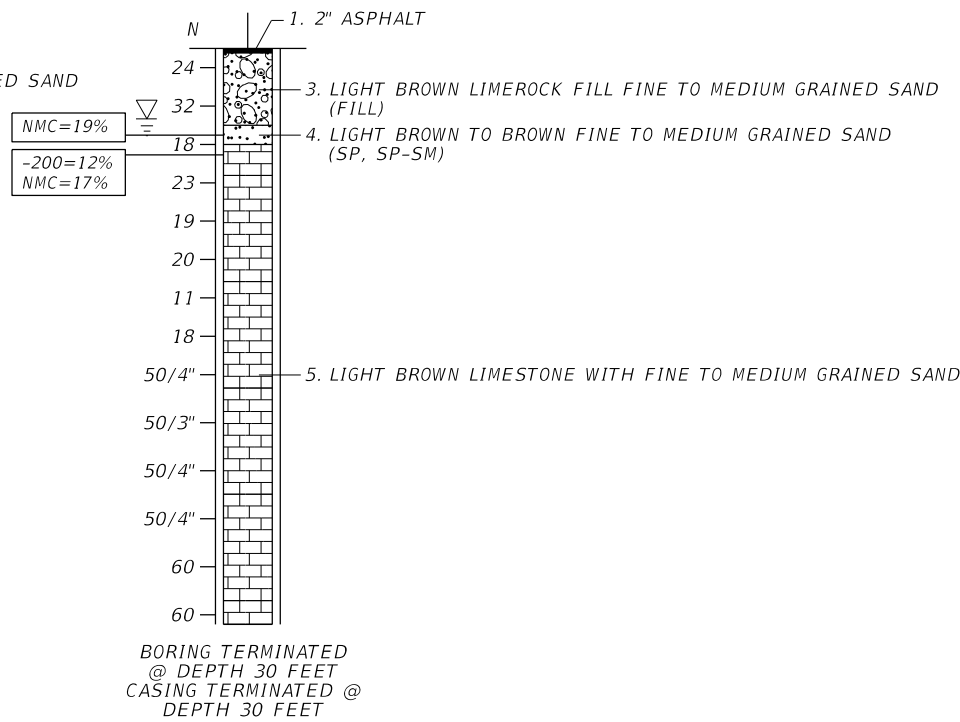 N
1. 2" ASPHALT
ED SAND
24
3. LIGHT BROWN LIMEROCK FILL FINE TO MEDIUM GRAINED SAND
(FILL)
32
NMC=19%
4. LIGHT BROWN TO BROWN FINE TO MEDIUM GRAINED SAND
(SP, SP-SM)
18
-200=12%
NMC=17%
23
19
20
11
18
50/4"
5. LIGHT BROWN LIMESTONE WITH FINE TO MEDIUM GRAINED SAND
50/3"
50/4"
50/4"
60
60
BORING TERMINATED
@ DEPTH 30 FEET
CASING TERMINATED @
DEPTH 30 FEET